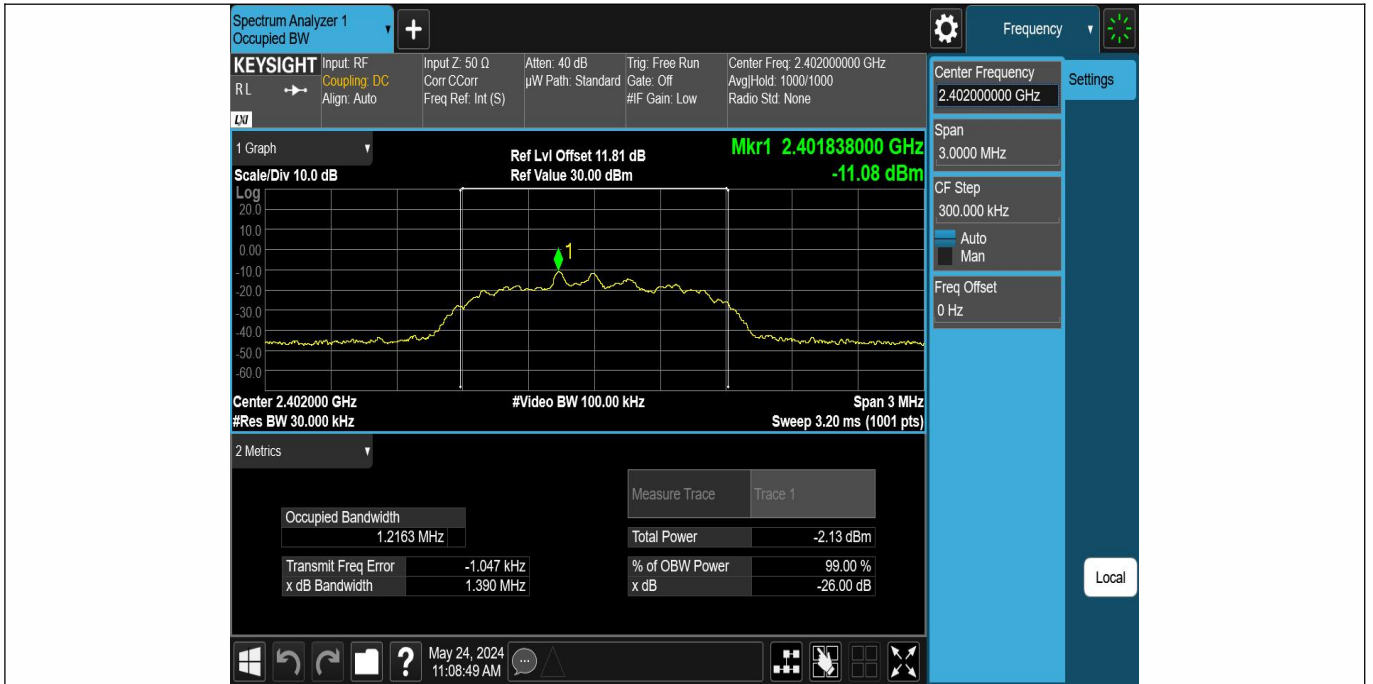 Spectrum Analyzer 1
Occupied BW
+
Frequency
KEYSIGHT
RL
LXI
Input: RF
Coupling: DC
Align: Auto
Input Z: 50 Ω
Corr CCorr
Freq Ref: Int (S)
Atten: 40 dB
µW Path: Standard
Trig: Free Run
Gate: Off
#IF Gain: Low
Center Freq: 2.402000000 GHz
Avg|Hold: 1000/1000
Radio Std: None
Center Frequency
2.402000000 GHz
Settings
Span
3.0000 MHz
CF Step
300.000 kHz
Auto
Man
Freq Offset
0 Hz
Local
1 Graph
Scale/Div 10.0 dB
Ref Lvl Offset 11.81 dB
Ref Value 30.00 dBm
Mkr1 2.401838000 GHz
-11.08 dBm
Log
20.0
10.0
0.00
-10.0
-20.0
-30.0
-40.0
-50.0
-60.0
1
Center 2.402000 GHz
#Res BW 30.000 kHz
#Video BW 100.00 kHz
Span 3 MHz
Sweep 3.20 ms (1001 pts)
2 Metrics
Measure Trace Trace 1
Occupied Bandwidth
1.2163 MHz
Total Power -2.13 dBm
Transmit Freq Error -1.047 kHz
% of OBW Power 99.00 %
x dB Bandwidth 1.390 MHz
x dB -26.00 dB
?
May 24, 2024
11:08:49 AM